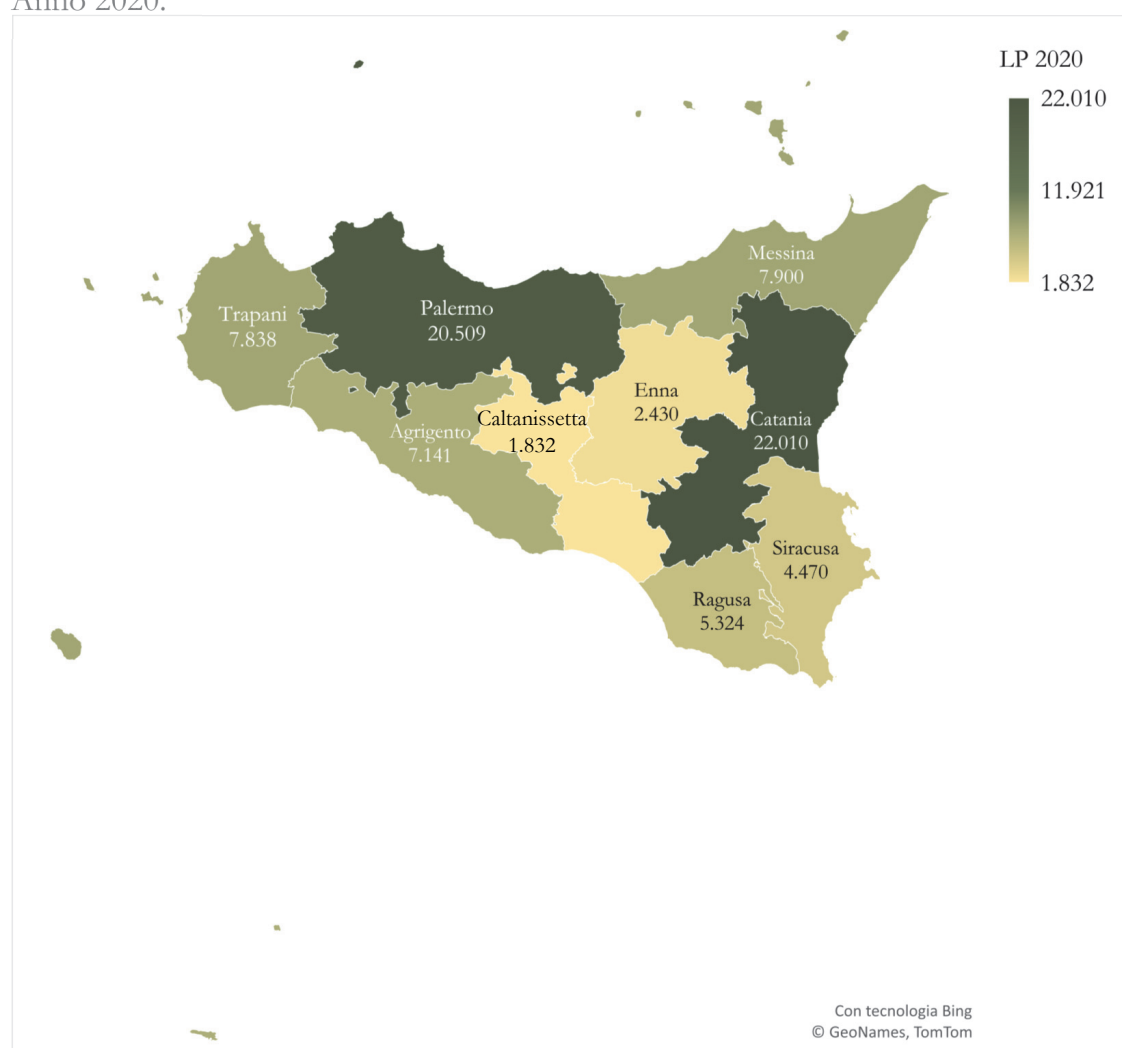 Anno 2020.
LP 2020
22.010
11.921
1.832
Messina
7.900
Trapani
7.838
Palermo
20.509
Enna
2.430
Caltanissetta
1.832
Catania
22.010
Agrigento
7.141
Siracusa
4.470
Ragusa
5.324
Con tecnologia Bing
© GeoNames, TomTom